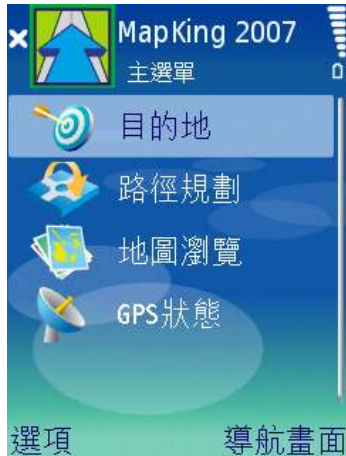 MapKing 2007
主選單
目的地
路徑規劃
地圖瀏覽
GPS狀態
選項 導航畫面